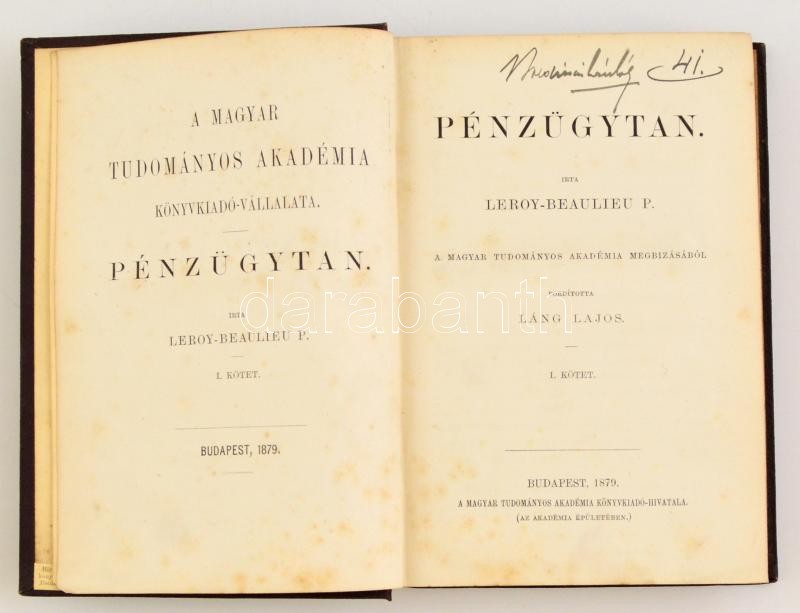 A MAGYAR
TUDOMÁNYOS AKADÉMIA
KÖNYVKIADÓ-VÁLLALATA.
PÉNZÜGYTAN.
IRTA
LEROY-BEAULIEU P.
I. KÖTET.
BUDAPEST, 1879.
41.
PÉNZÜGYTAN.
IRTA
LEROY-BEAULIEU P.
A MAGYAR TUDOMÁNYOS AKADÉMIA MEGBIZÁSÁBÓL
FORDÍTOTTA
LÁNG LAJOS.
I. KÖTET.
BUDAPEST, 1879.
A MAGYAR TUDOMÁNYOS AKADÉMIA KÖNYVKIADÓ-HIVATALA.
(AZ AKADÉMIA ÉPÜLETÉBEN.)
darabanth